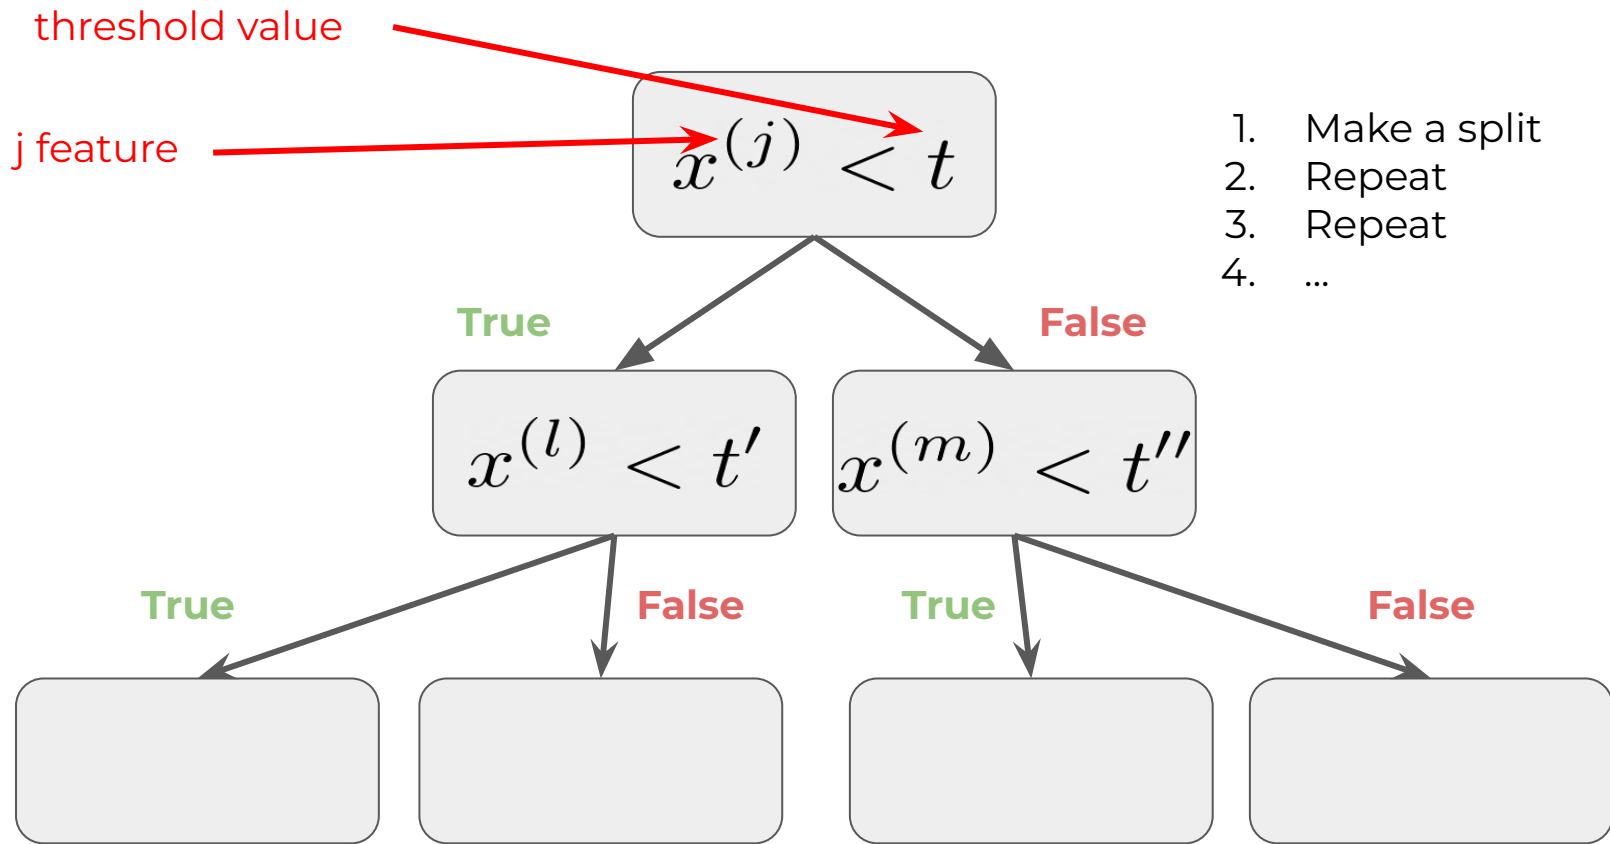 threshold value
j feature
x^(j) < t
1. Make a split
2. Repeat
3. Repeat
4. ...
True
False
x^(l) < t′
x^(m) < t′′
True
False
True
False